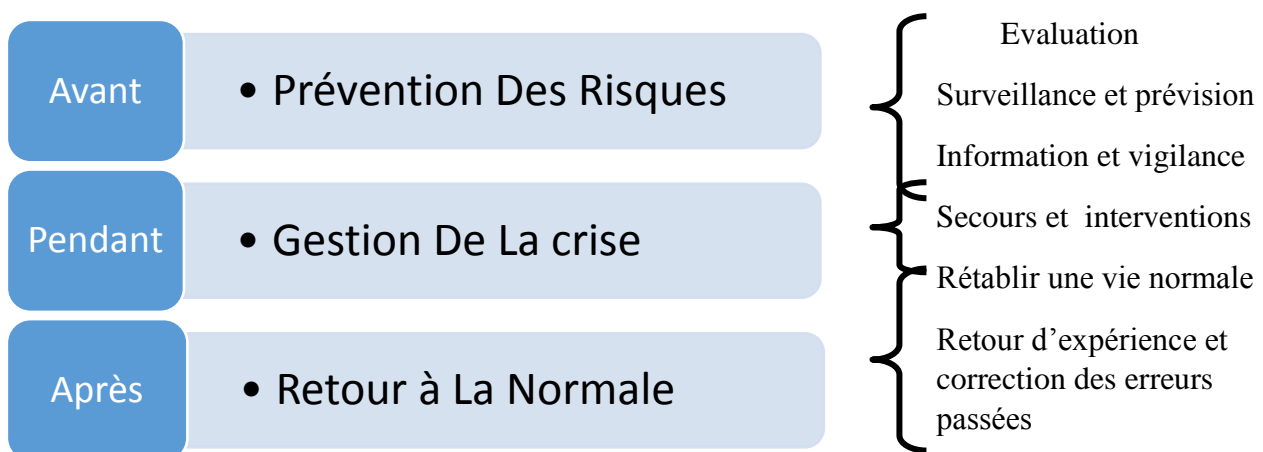 Avant
• Prévention Des Risques
Evaluation
Surveillance et prévision
Information et vigilance
Pendant
• Gestion De La crise
Secours et interventions
Après
• Retour à La Normale
Rétablir une vie normale
Retour d’expérience et
correction des erreurs
passées